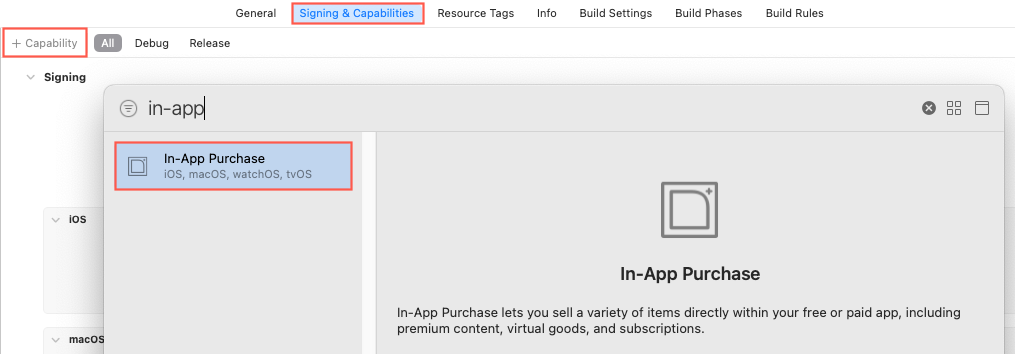 General Signing & Capabilities Resource Tags Info Build Settings Build Phases Build Rules
+ Capability All Debug Release
Signing
in-app
In-App Purchase
iOS, macOS, watchOS, tvOS
iOS
In-App Purchase
In-App Purchase lets you sell a variety of items directly within your free or paid app, including
premium content, virtual goods, and subscriptions.
macOS